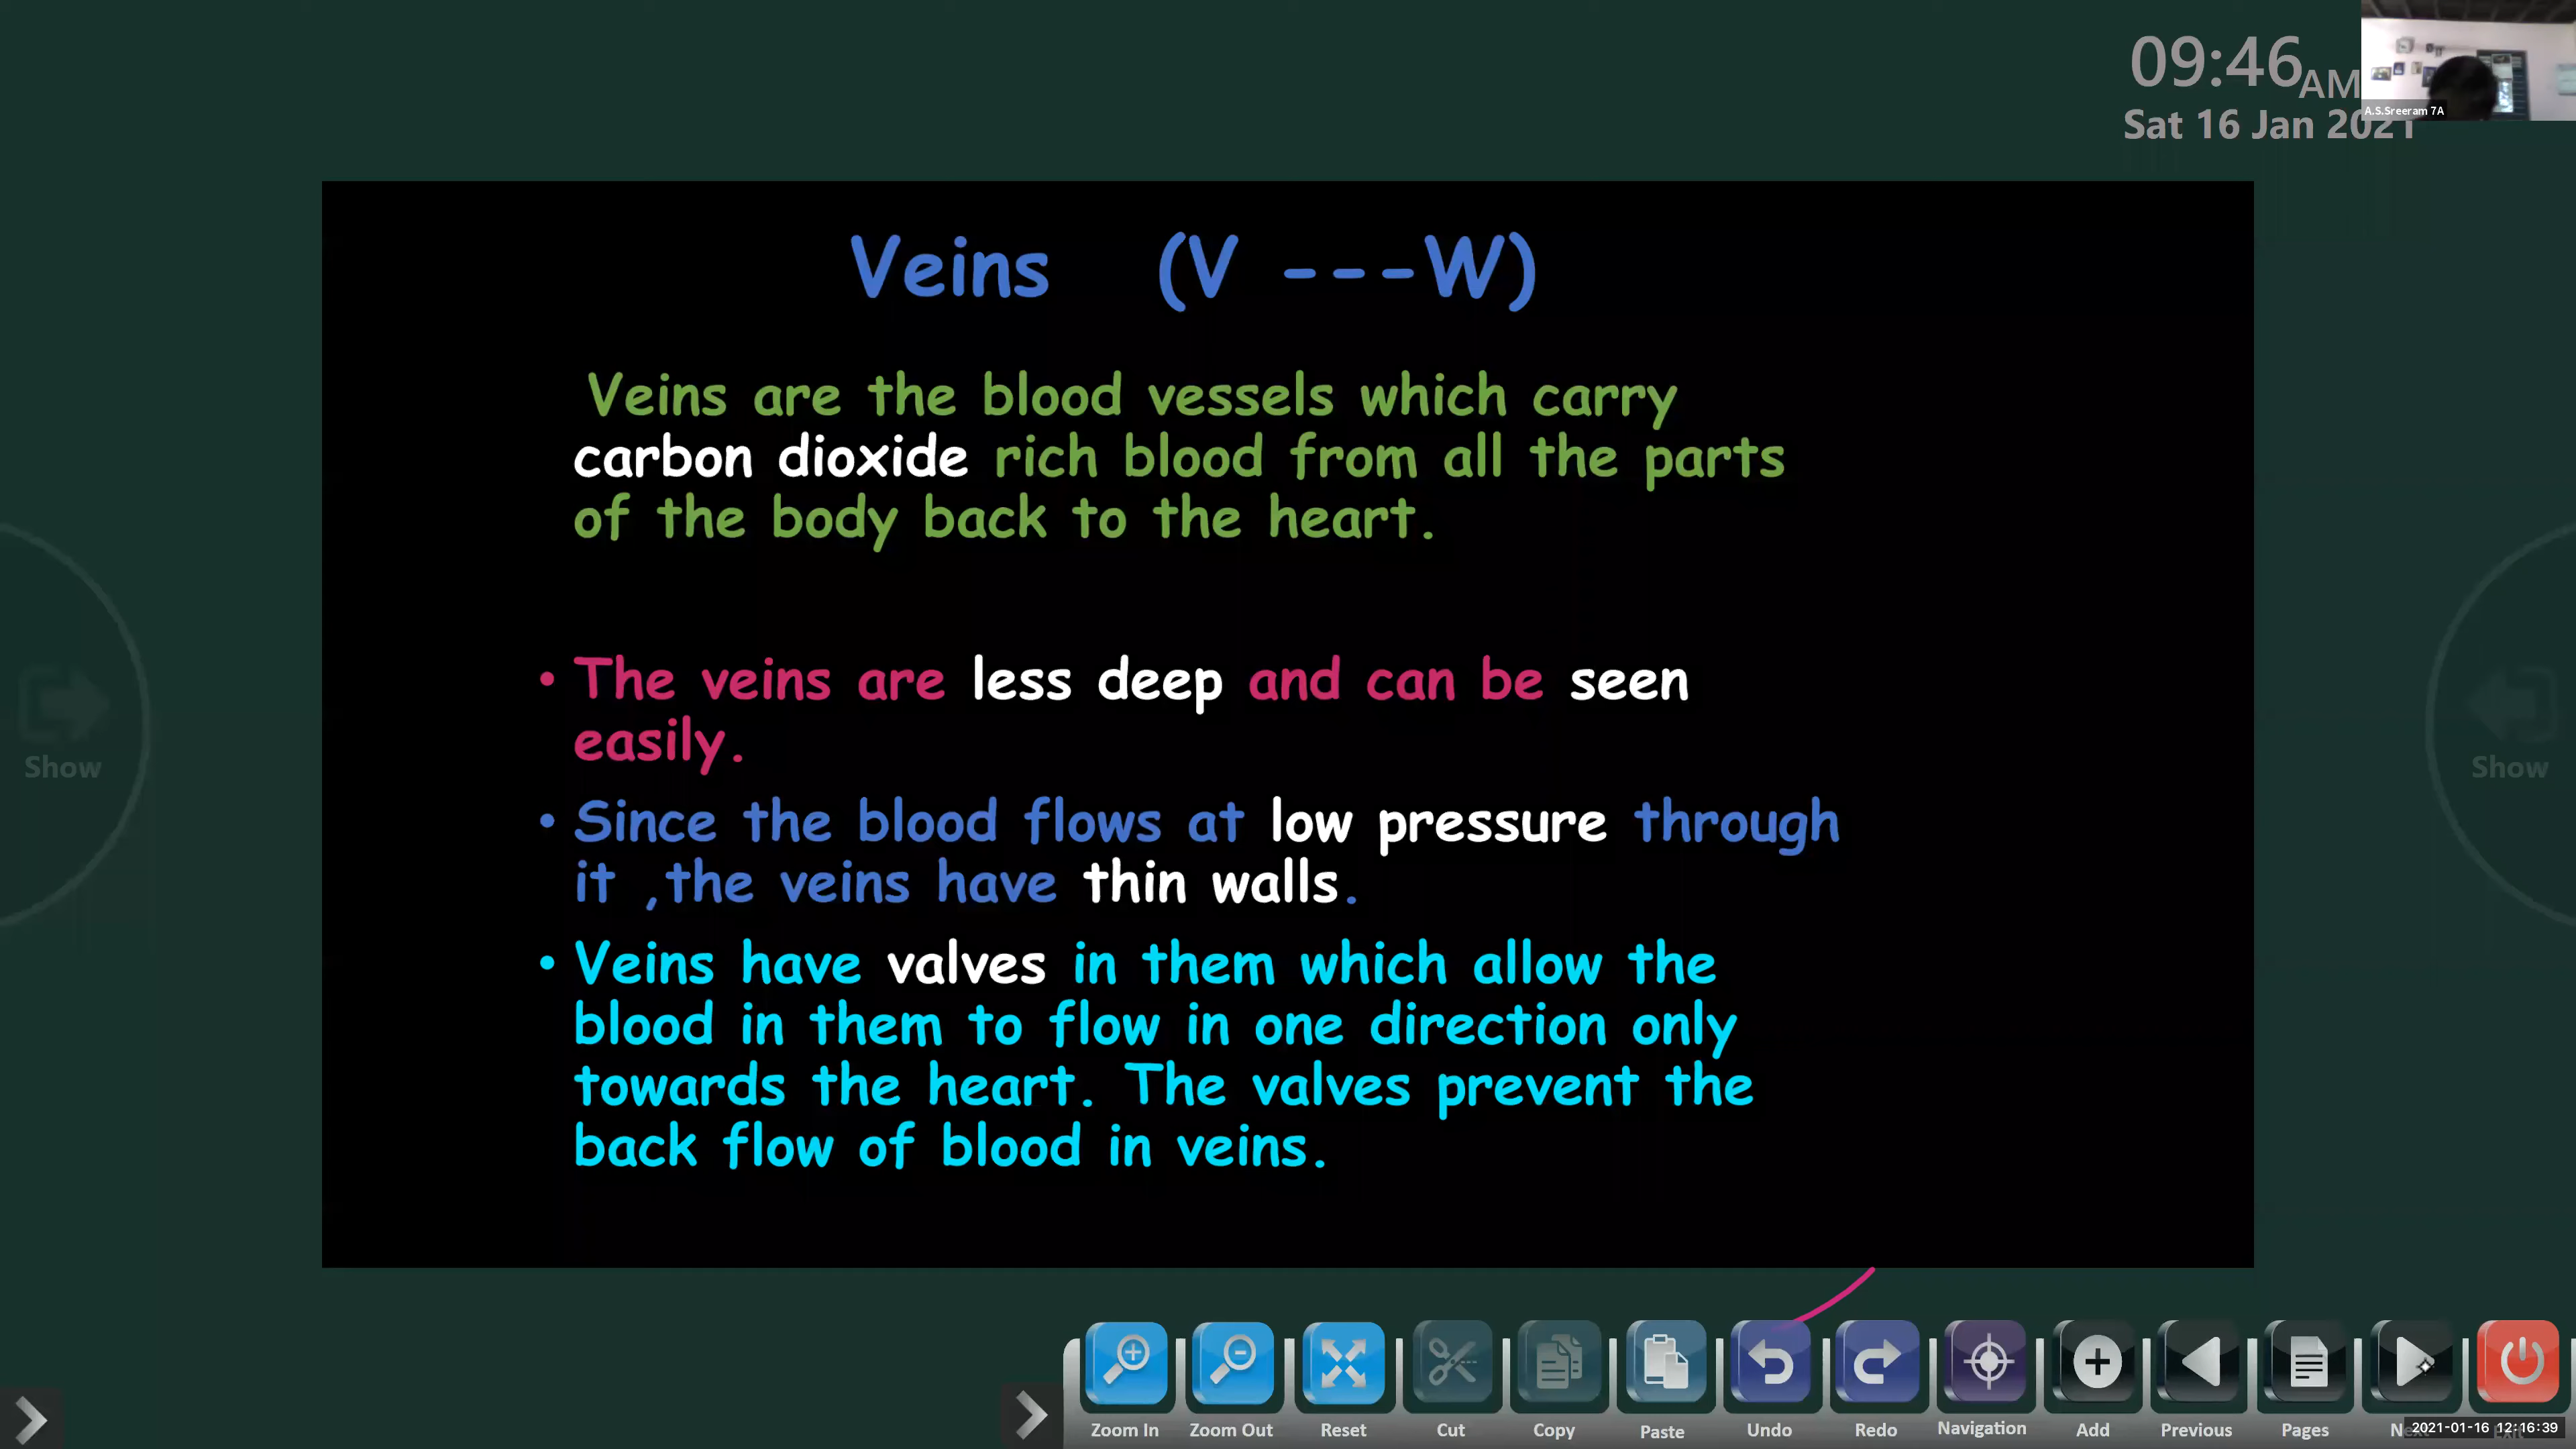 09:46 AM
Sat 16 Jan 2021
A.S.Sreeram 7A
Veins (V ---W)
Veins are the blood vessels which carry
carbon dioxide rich blood from all the parts
of the body back to the heart.
• The veins are less deep and can be seen
easily.
• Since the blood flows at low pressure through
it ,the veins have thin walls.
• Veins have valves in them which allow the
blood in them to flow in one direction only
towards the heart. The valves prevent the
back flow of blood in veins.
Show
Show
Zoom In Zoom Out Reset Cut Copy Paste Undo Redo Navigation Add Previous Pages
2021-01-16 12:16:39